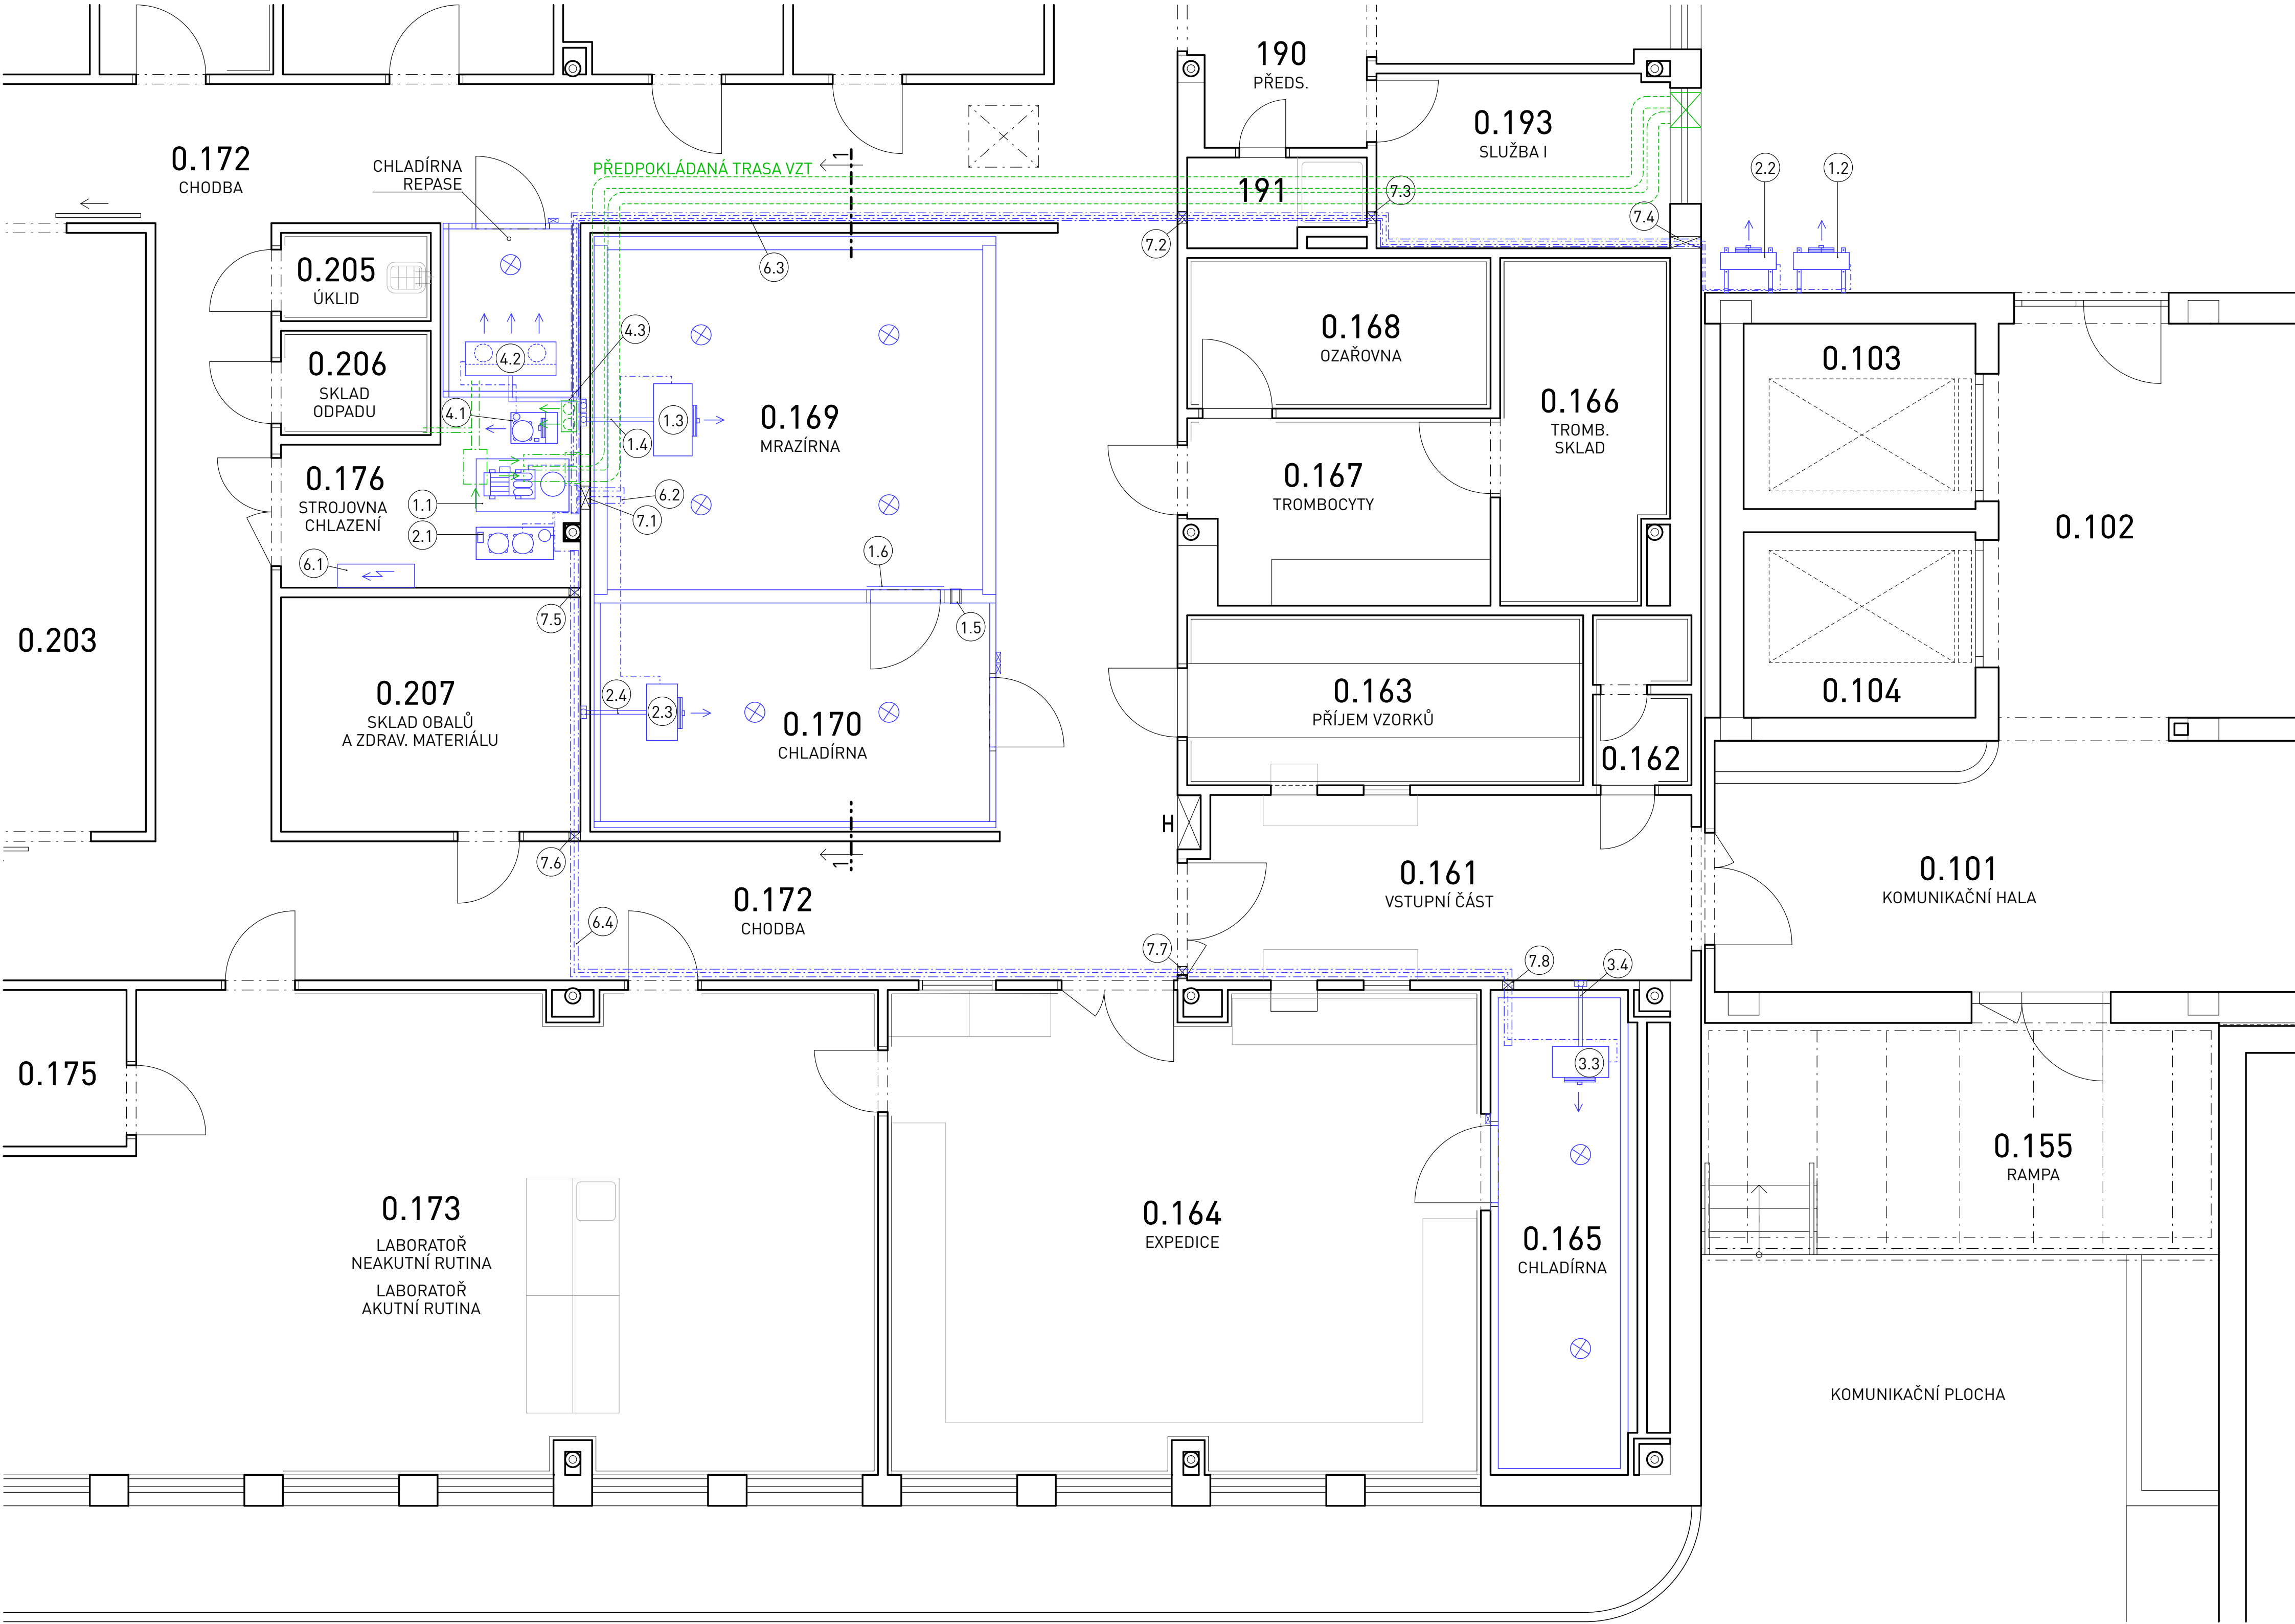 190
PŘEDS.
0.193
SLUŽBA I
0.172
CHODBA
CHLADÍRNA
REPASE
PŘEDPOKLÁDANÁ TRASA VZT
1
191
7.3
7.4
2.2
1.2
7.2
6.3
0.205
ÚKLID
4.3
0.206
SKLAD
ODPADU
4.2
4.1
1.3
1.4
0.169
MRAZÍRNA
0.168
OZAŘOVNA
0.166
TROMB.
SKLAD
0.103
0.167
TROMBOCYTY
0.176
STROJOVNA
CHLAZENÍ
1.1
2.1
6.1
6.2
7.1
1.6
0.102
7.5
1.5
0.203
0.207
SKLAD OBALŮ
A ZDRAV. MATERIÁLU
2.4
2.3
0.170
CHLADÍRNA
0.163
PŘÍJEM VZORKŮ
0.104
0.162
H
7.6
1
0.172
CHODBA
0.161
VSTUPNÍ ČÁST
0.101
KOMUNIKAČNÍ HALA
6.4
7.7
7.8
3.4
3.3
0.175
0.173
LABORATOŘ
NEAKUTNÍ RUTINA
LABORATOŘ
AKUTNÍ RUTINA
0.164
EXPEDICE
0.165
CHLADÍRNA
0.155
RAMPA
KOMUNIKAČNÍ PLOCHA